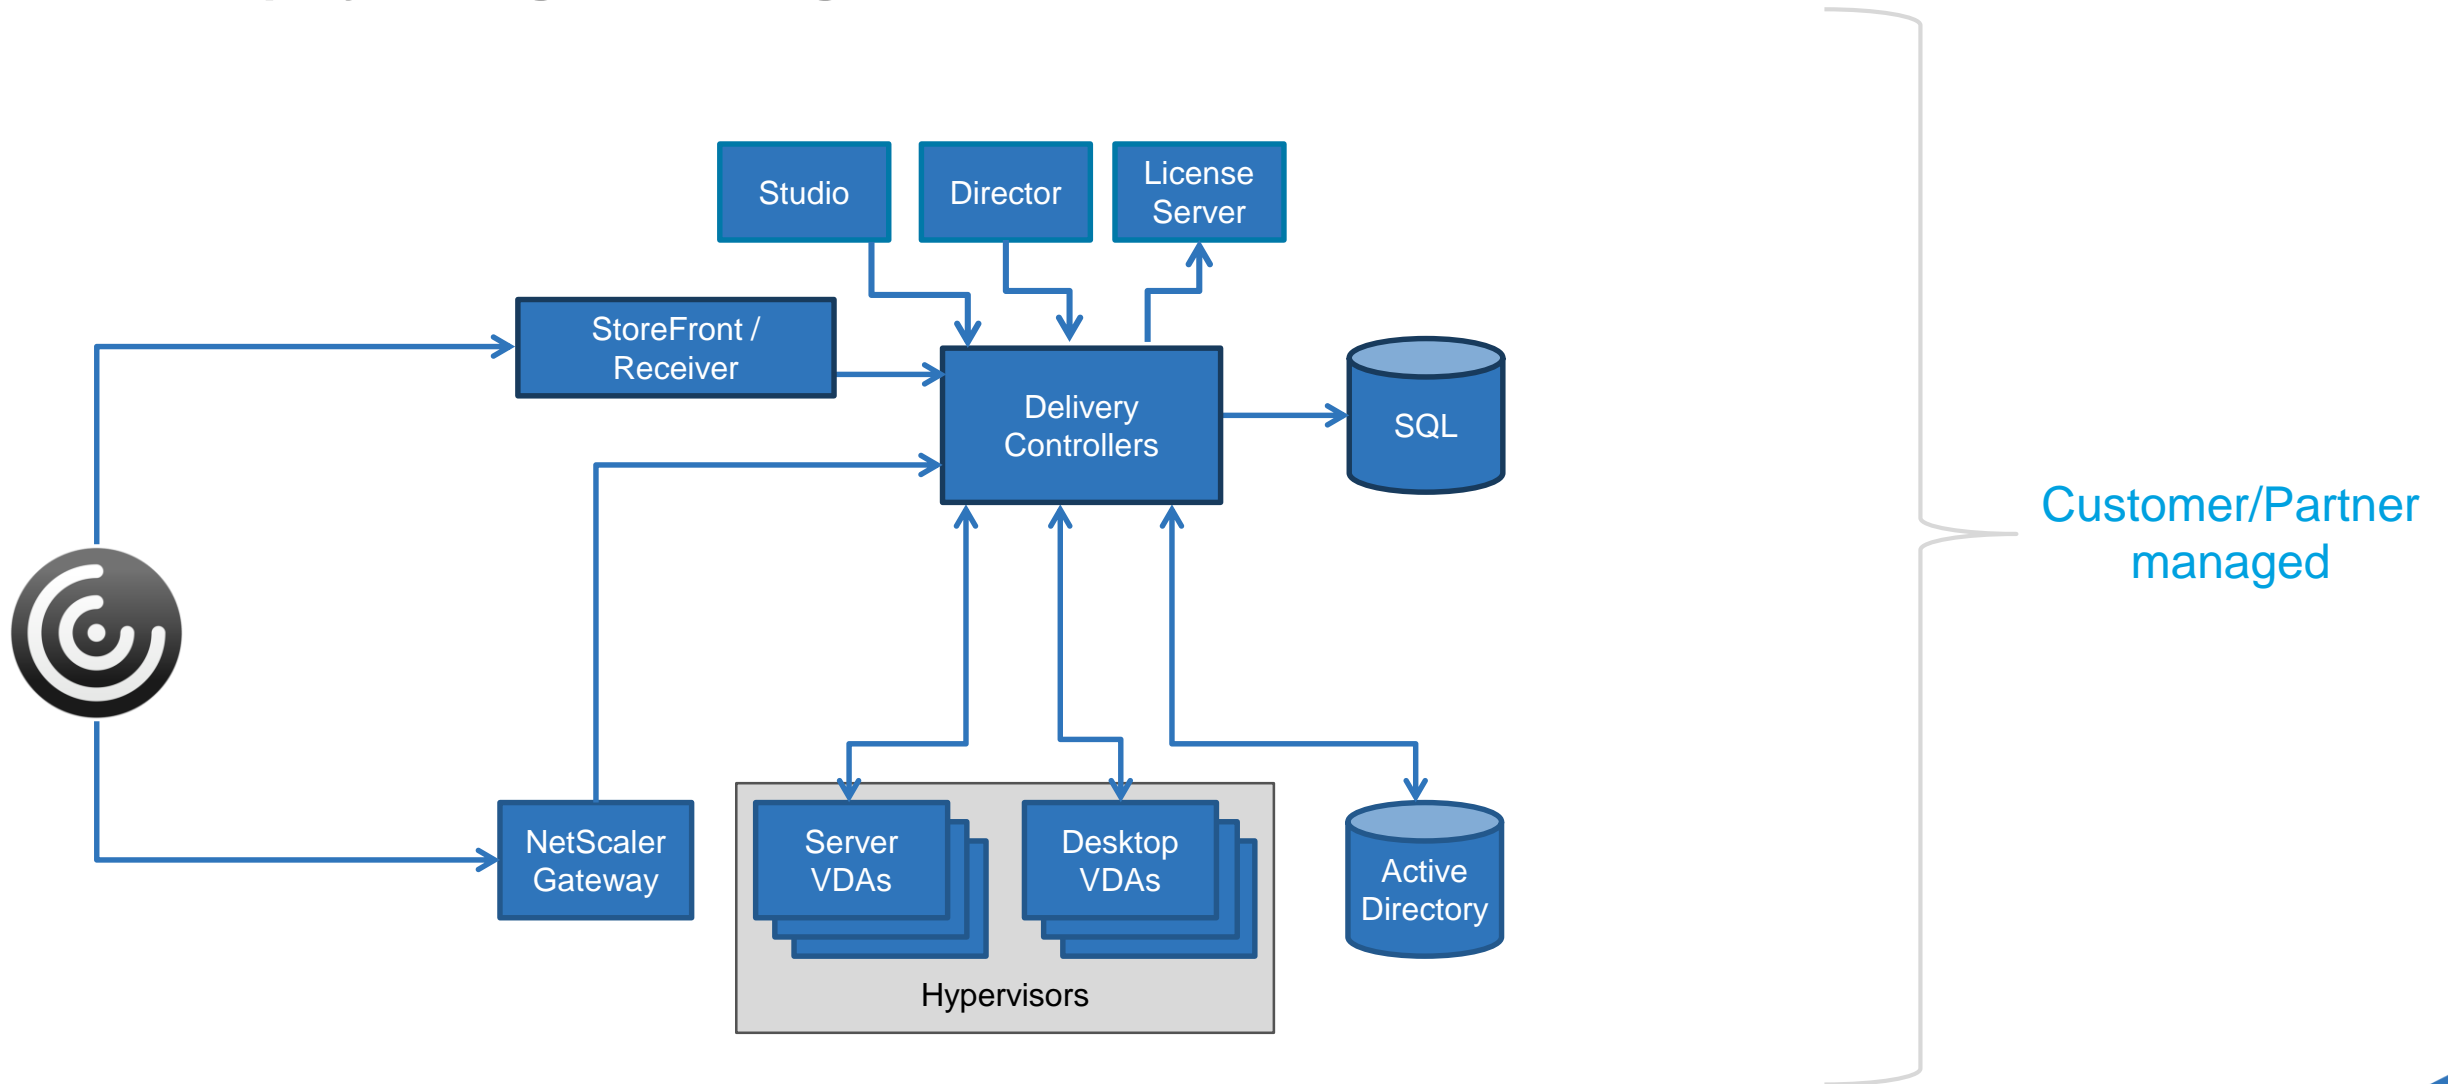 Studio
Director
License
Server
StoreFront /
Receiver
Delivery
Controllers
SQL
Customer/Partner
managed
NetScaler
Gateway
Server
VDAs
Desktop
VDAs
Active
Directory
Hypervisors